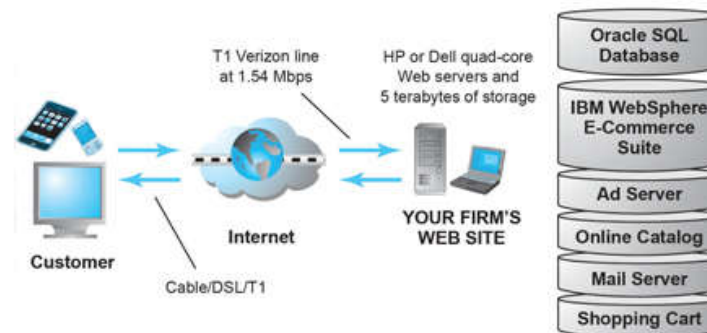 T1 Verizon line
at 1.54 Mbps
HP or Dell quad-core
Web servers and
5 terabytes of storage
Customer
Internet
YOUR FIRM'S
WEB SITE
Cable/DSL/T1
Oracle SQL
Database
IBM WebSphere
E-Commerce
Suite
Ad Server
Online Catalog
Mail Server
Shopping Cart